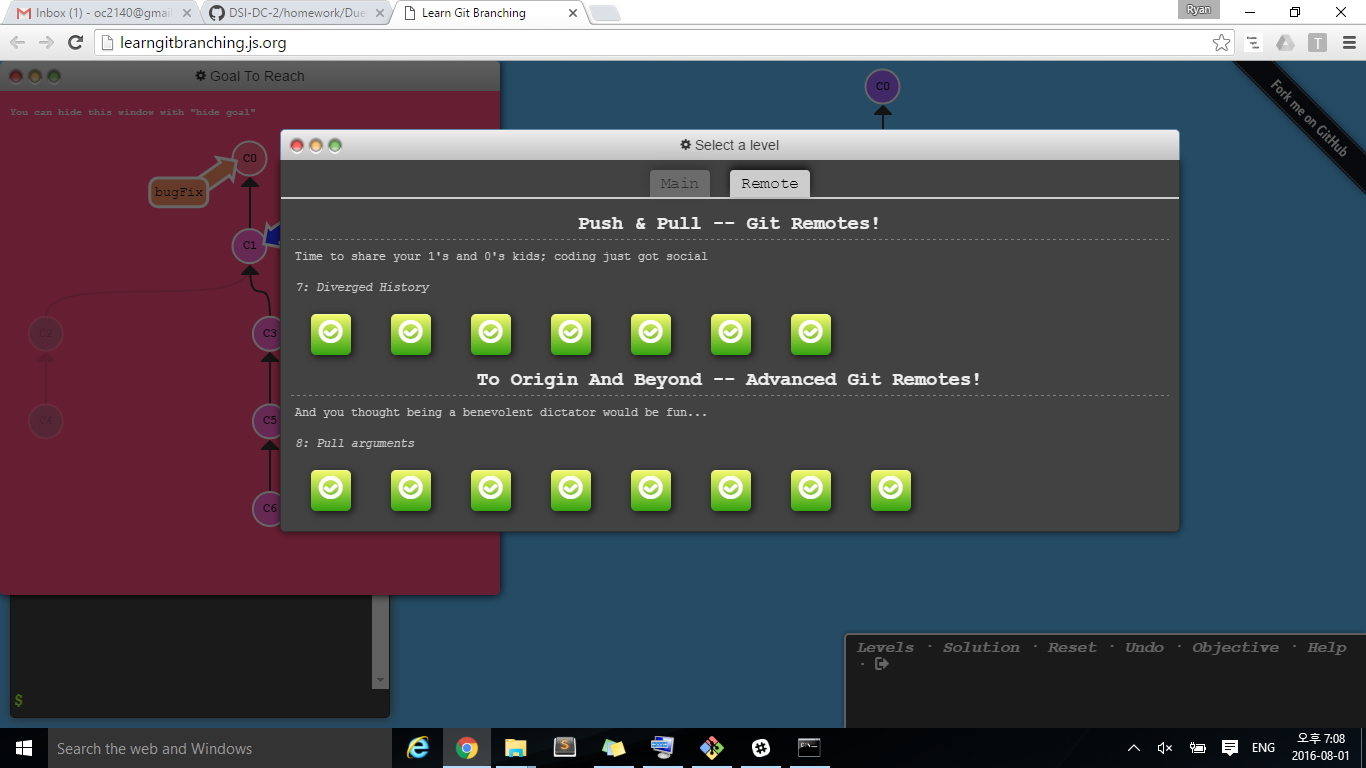 Inbox (1) - oc2140@gmai
DSI-DC-2/homework/Due
Learn Git Branching
Ryan
learngitbranching.js.org
T
Goal To Reach
You can hide this window with "hide goal"
C0
bugFix
C1
C2
C3
C4
C5
C6
C0
Fork me on GitHub
Select a level
Main
Remote
Push & Pull -- Git Remotes!
Time to share your 1's and 0's kids; coding just got social
7: Diverged History
To Origin And Beyond -- Advanced Git Remotes!
And you thought being a benevolent dictator would be fun...
8: Pull arguments
$
Levels · Solution · Reset · Undo · Objective · Help
·
Search the web and Windows
ENG
오후 7:08
2016-08-01